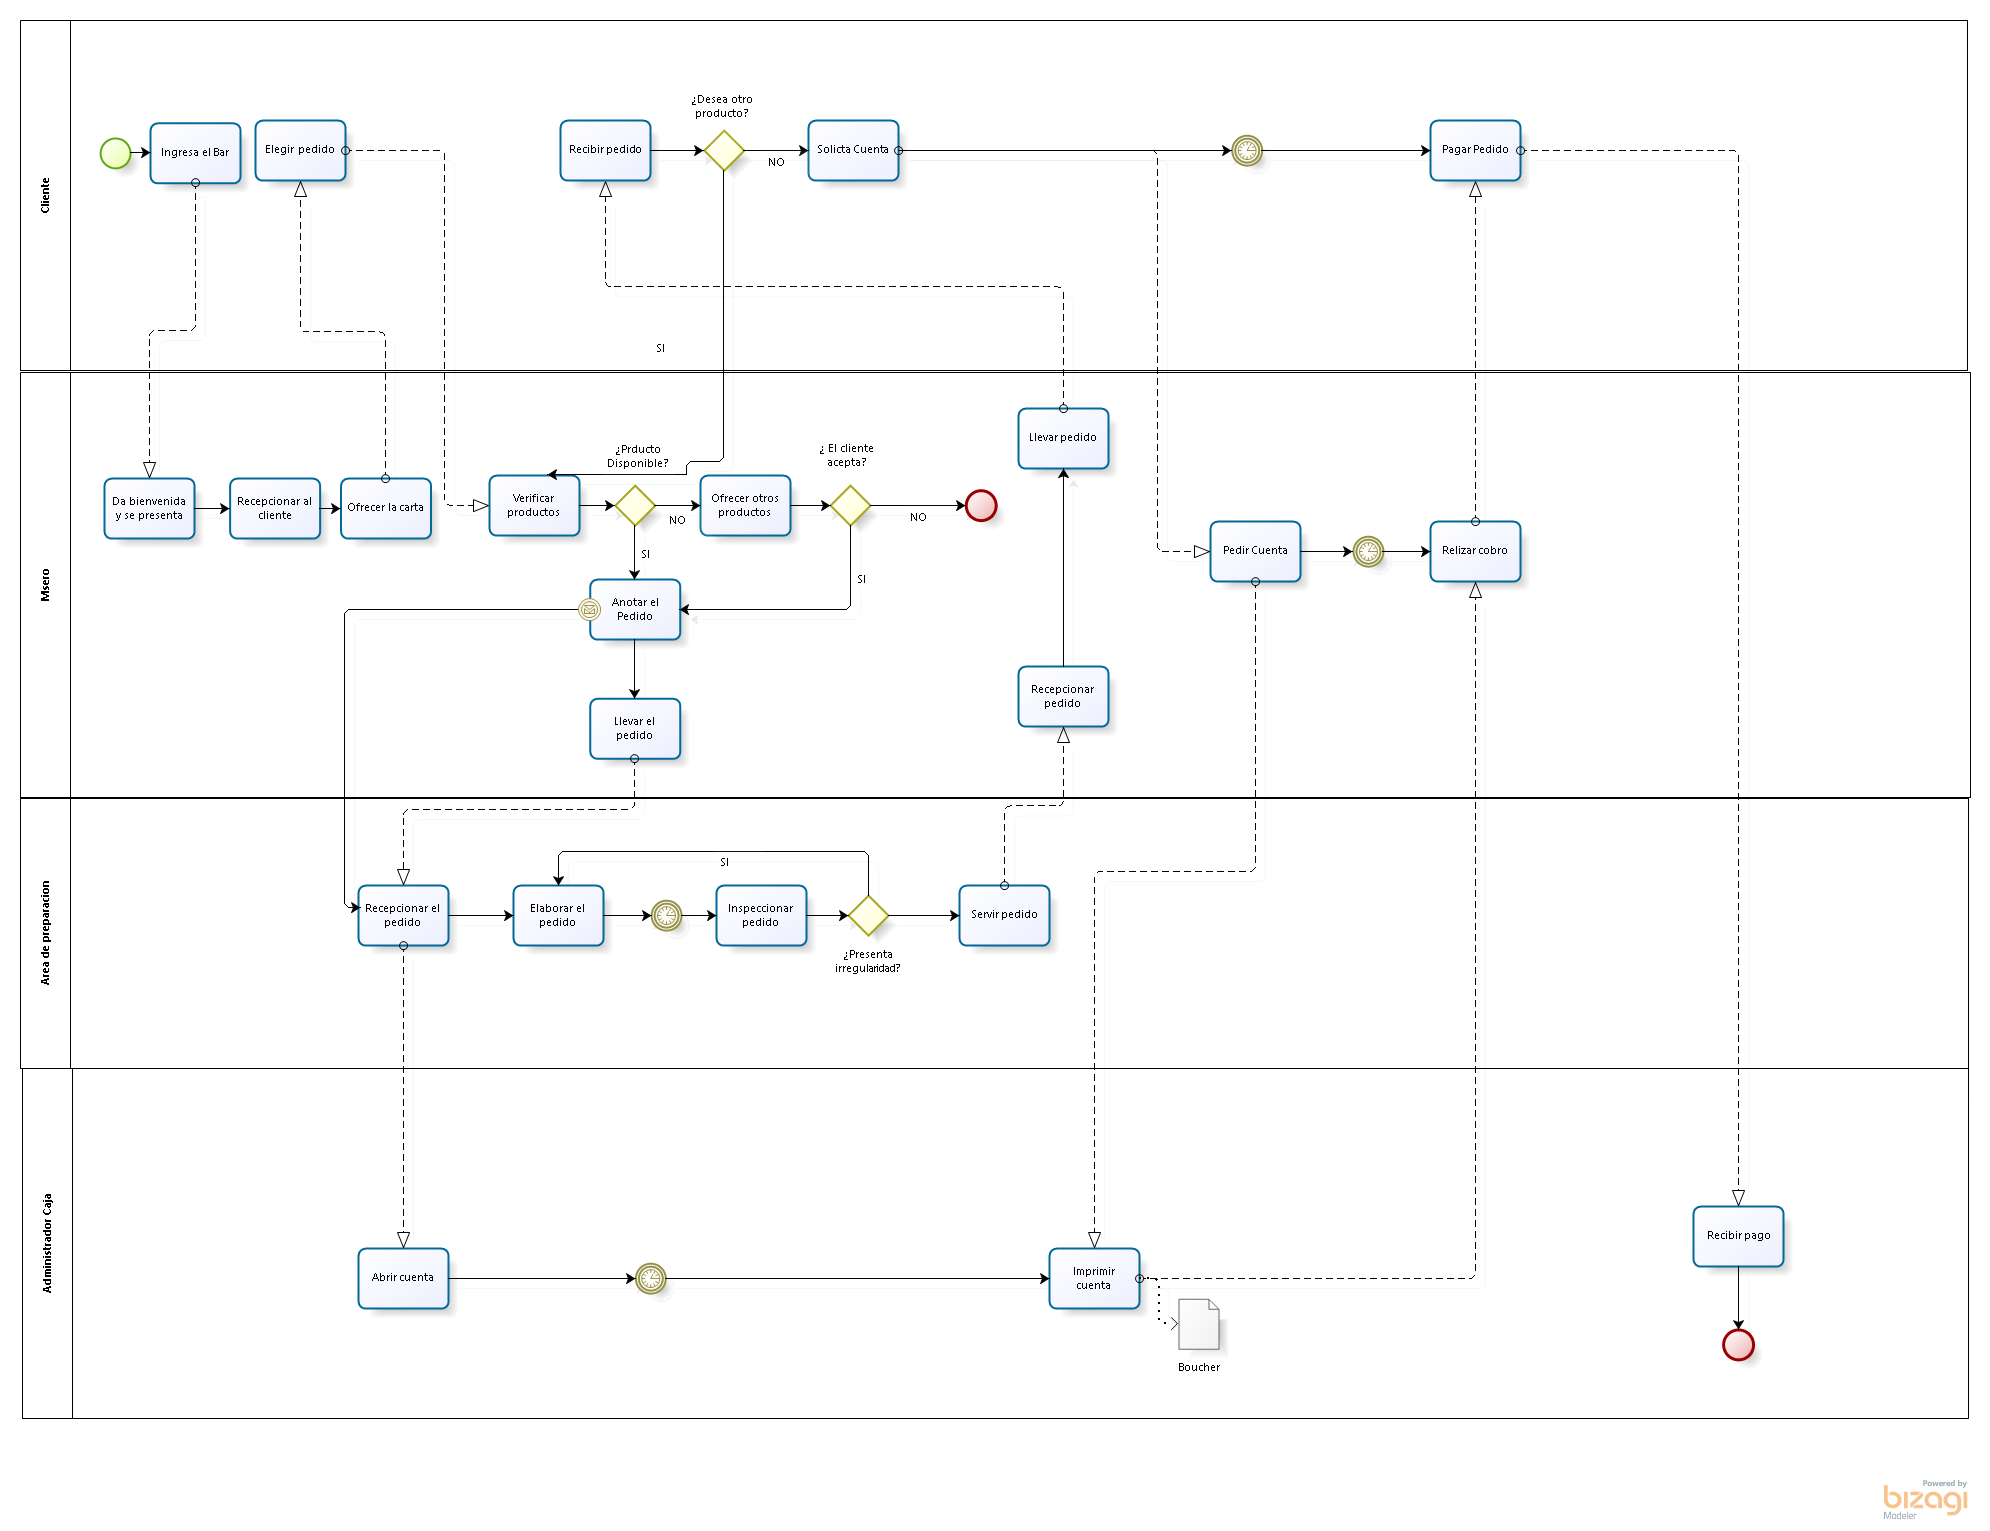 Cliente
¿Desea otro
producto?
Ingresa el Bar
Elegir pedido
Recibir pedido
NO
Solicta Cuenta
Pagar Pedido
SI
Msero
Llevar pedido
¿Prducto
Disponible?
¿ El cliente
acepta?
Da bienvenida
y se presenta
Recepcionar al
cliente
Ofrecer la carta
Verificar
productos
NO
Ofrecer otros
productos
NO
SI
SI
Pedir Cuenta
Relizar cobro
Anotar el
Pedido
Recepcionar
pedido
Llevar el
pedido
Area de preparacion
SI
Recepcionar el
pedido
Elaborar el
pedido
Inspeccionar
pedido
Servir pedido
¿Presenta
irregularidad?
Administrador Caja
Recibir pago
Abrir cuenta
Imprimir
cuenta
Boucher
Powered by
bizagi
Modeler